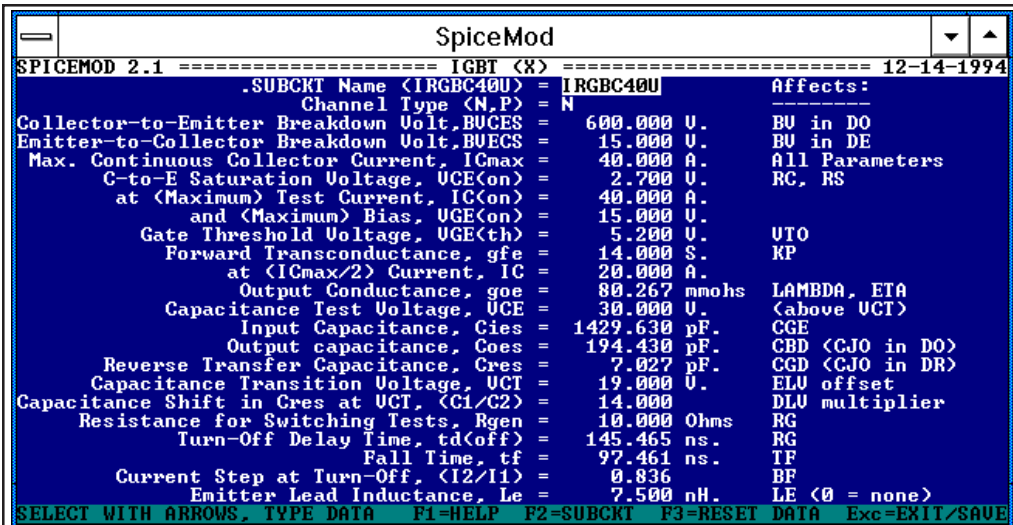 SpiceMod
SPICEMOD 2.1 ==================== IGBT (X) ======================== 12-14-1994
.SUBCKT Name (IRGBC40U) = IRGBC40U Affects:
Channel Type (N,P) = N --------
Collector-to-Emitter Breakdown Volt,BVCES = 600.000 V. BV in DO
Emitter-to-Collector Breakdown Volt,BVECS = 15.000 V. BV in DE
Max. Continuous Collector Current, ICmax = 40.000 A. All Parameters
C-to-E Saturation Voltage, VCE(on) = 2.700 V. RC, RS
at (Maximum) Test Current, IC(on) = 40.000 A.
and (Maximum) Bias, VGE(on) = 15.000 V.
Gate Threshold Voltage, VGE(th) = 5.200 V. VTO
Forward Transconductance, gfe = 14.000 S. KP
at (ICmax/2) Current, IC = 20.000 A.
Output Conductance, goe = 80.267 mmohs LAMBDA, ETA
Capacitance Test Voltage, VCE = 30.000 V. (above VCT)
Input Capacitance, Cies = 1429.630 pF. CGE
Output capacitance, Coes = 194.430 pF. CBD (CJO in DO)
Reverse Transfer Capacitance, Cres = 7.027 pF. CGD (CJO in DR)
Capacitance Transition Voltage, VCT = 19.000 V. ELV offset
Capacitance Shift in Cres at VCT, (C1/C2) = 14.000 DLV multiplier
Resistance for Switching Tests, Rgen = 10.000 Ohms RG
Turn-Off Delay Time, td(off) = 145.465 ns. RG
Fall Time, tf = 97.461 ns. TF
Current Step at Turn-Off, (I2/I1) = 0.836 BF
Emitter Lead Inductance, Le = 7.500 nH. LE (0 = none)
SELECT WITH ARROWS, TYPE DATA F1=HELP F2=SUBCKT F3=RESET DATA Exc=EXIT/SAVE